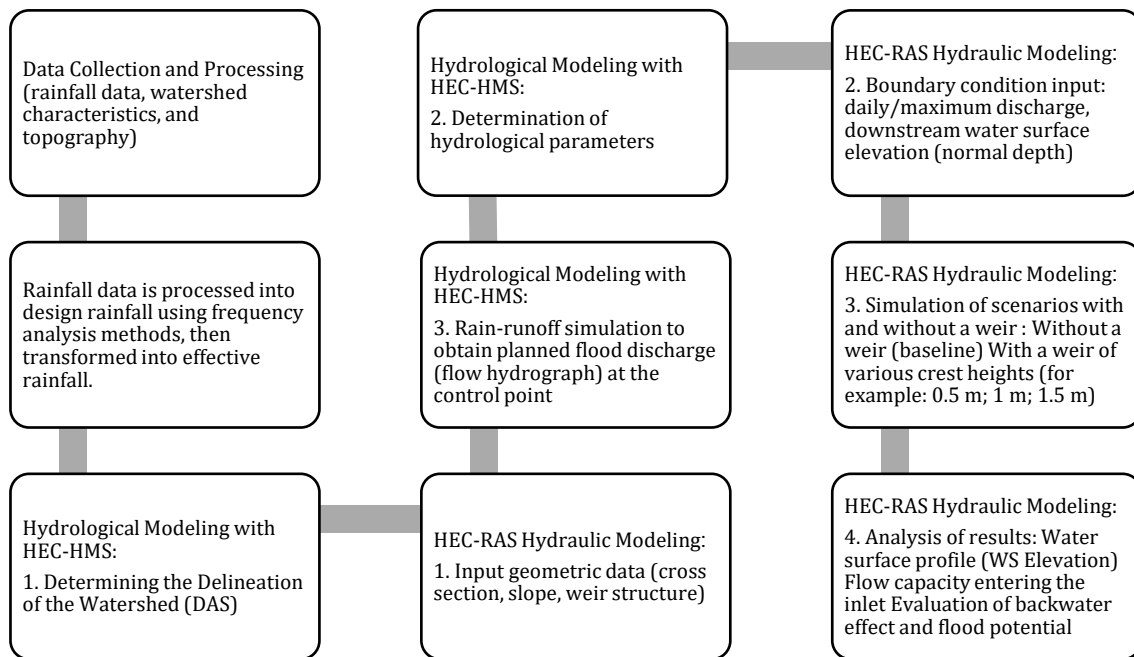 Data Collection and Processing
(rainfall data, watershed
characteristics, and
topography)
Rainfall data is processed into
design rainfall using frequency
analysis methods, then
transformed into effective
rainfall.
Hydrological Modeling with
HEC-HMS:
1. Determining the Delineation
of the Watershed (DAS)
HEC-RAS Hydraulic Modeling:
1. Input geometric data (cross
section, slope, weir structure)
Hydrological Modeling with
HEC-HMS:
3. Rain-runoff simulation to
obtain planned flood discharge
(flow hydrograph) at the
control point
Hydrological Modeling with
HEC-HMS:
2. Determination of
hydrological parameters
HEC-RAS Hydraulic Modeling:
2. Boundary condition input:
daily/maximum discharge,
downstream water surface
elevation (normal depth)
HEC-RAS Hydraulic Modeling:
3. Simulation of scenarios with
and without a weir : Without a
weir (baseline) With a weir of
various crest heights (for
example: 0.5 m; 1 m; 1.5 m)
HEC-RAS Hydraulic Modeling:
4. Analysis of results: Water
surface profile (WS Elevation)
Flow capacity entering the
inlet Evaluation of backwater
effect and flood potential